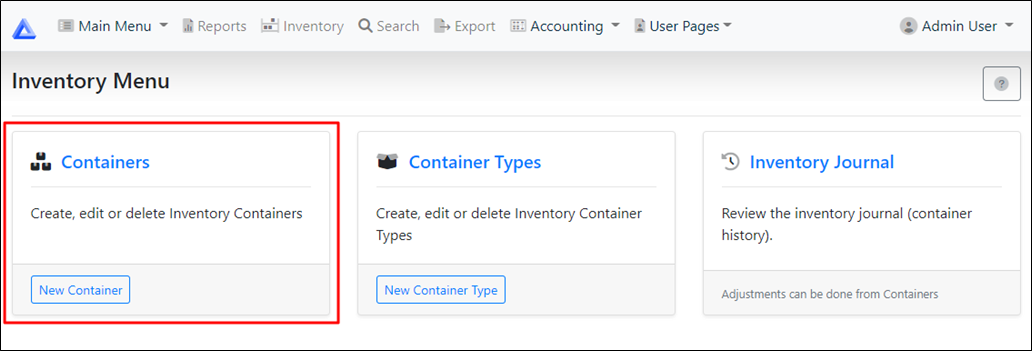 Main Menu Reports Inventory Search Export Accounting User Pages Admin User
Inventory Menu
?
Containers
Create, edit or delete Inventory Containers
New Container
Container Types
Create, edit or delete Inventory Container
Types
New Container Type
Inventory Journal
Review the inventory journal (container
history).
Adjustments can be done from Containers